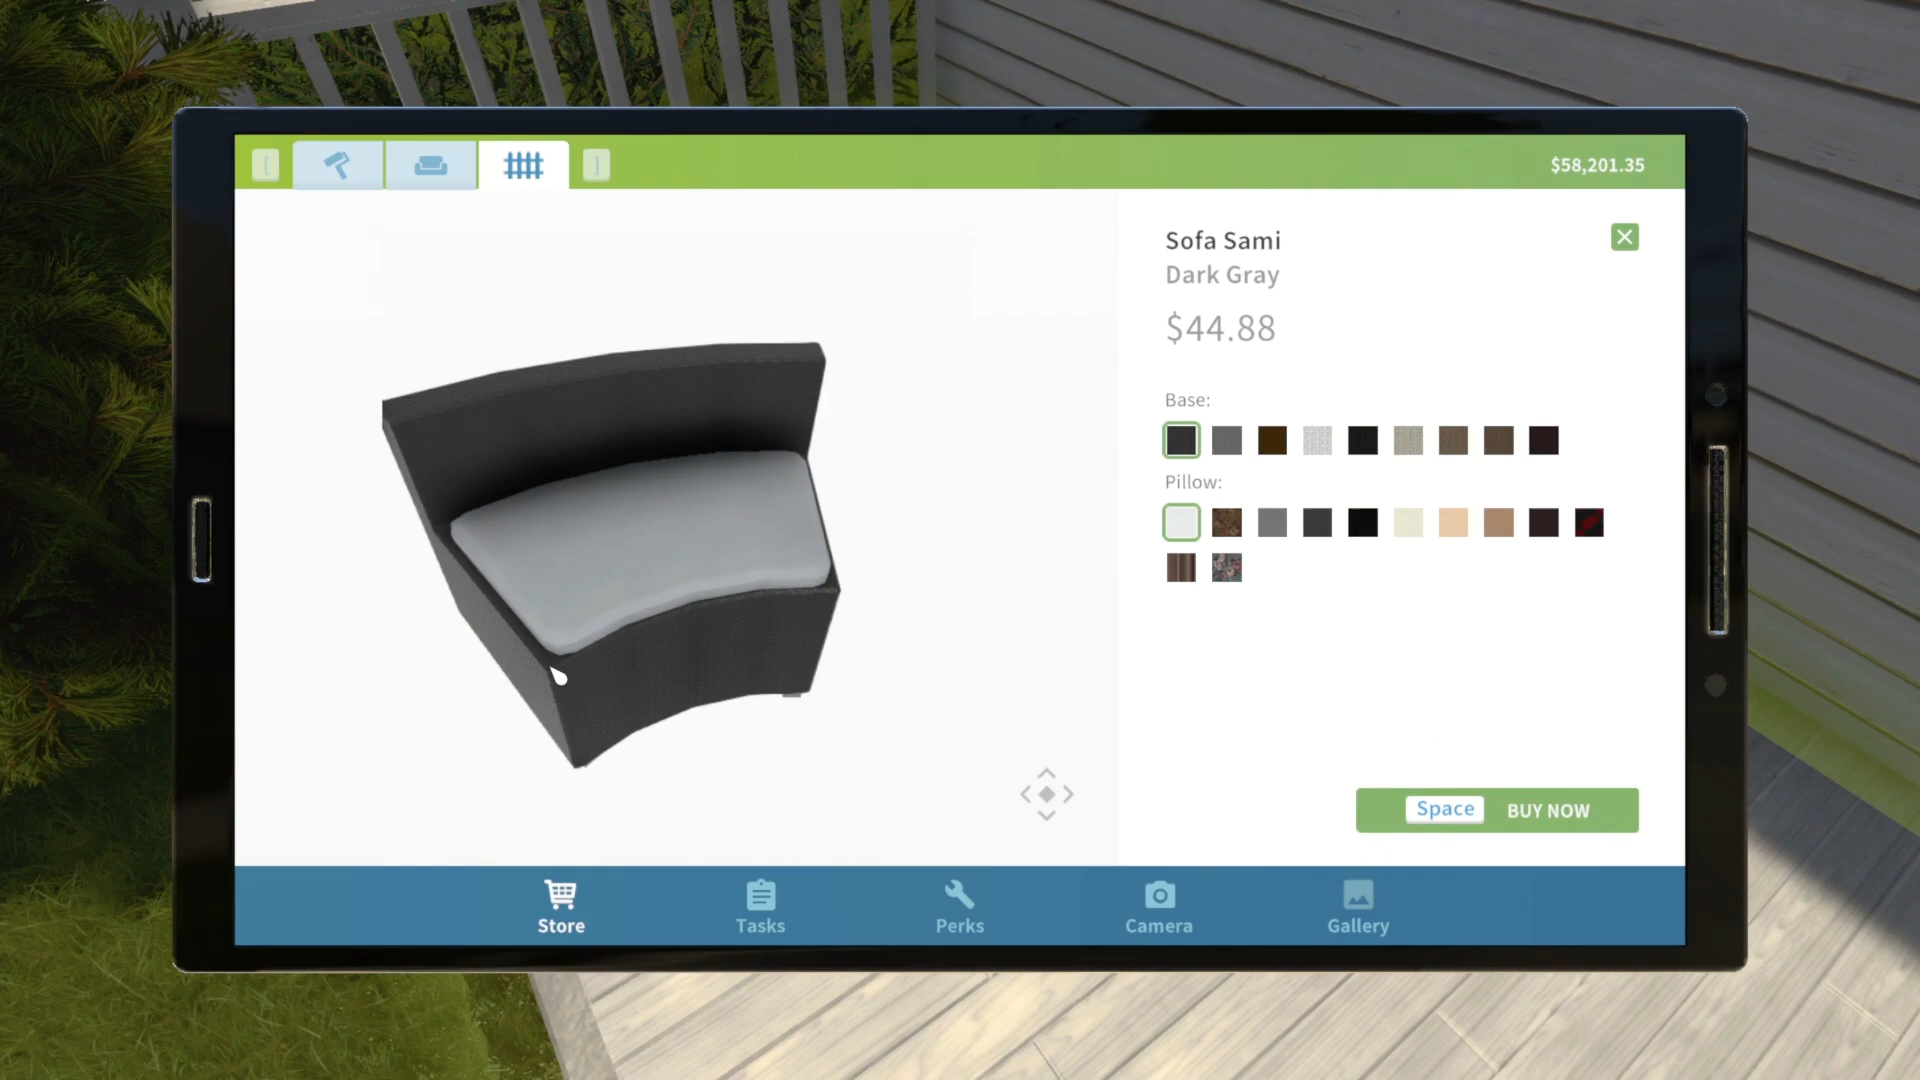 [
]
$58,201.35
Sofa Sami
Dark Gray
$44.88
Base:
Pillow:
Space BUY NOW
Store Tasks Perks Camera Gallery